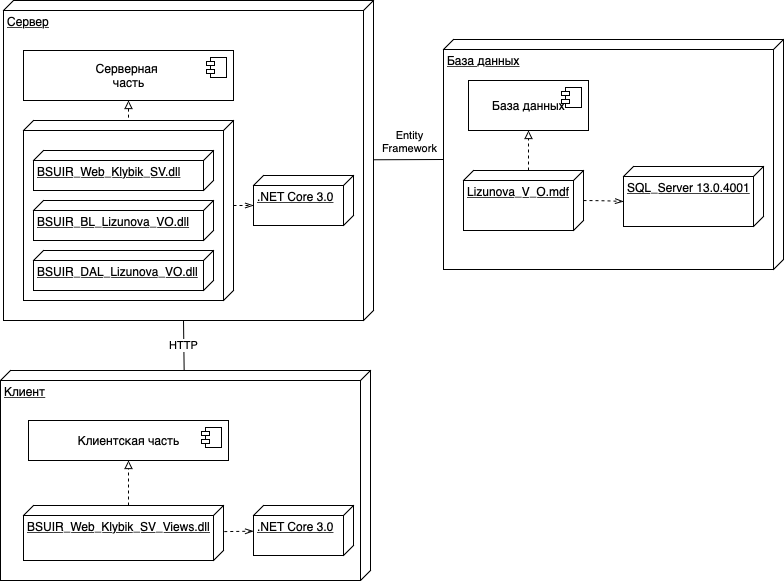 Сервер
Серверная
часть
BSUIR_Web_Klybik_SV.dll
BSUIR_BL_Lizunova_VO.dll
BSUIR_DAL_Lizunova_VO.dll
.NET Core 3.0
Entity
Framework
База данных
База данных
Lizunova_V_O.mdf
SQL_Server 13.0.4001
HTTP
Клиент
Клиентская часть
BSUIR_Web_Klybik_SV_Views.dll
.NET Core 3.0